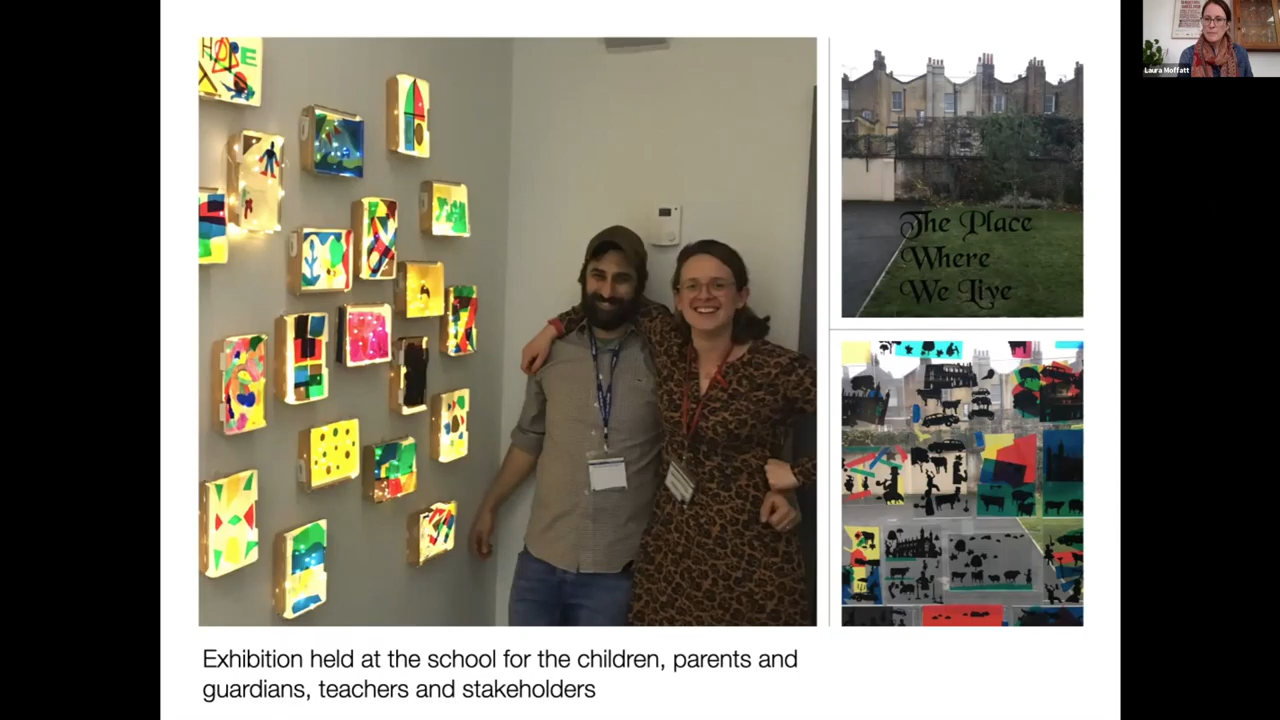 HOPE
The Place
Where
We Live
Exhibition held at the school for the children, parents and
guardians, teachers and stakeholders
Laura Moffatt